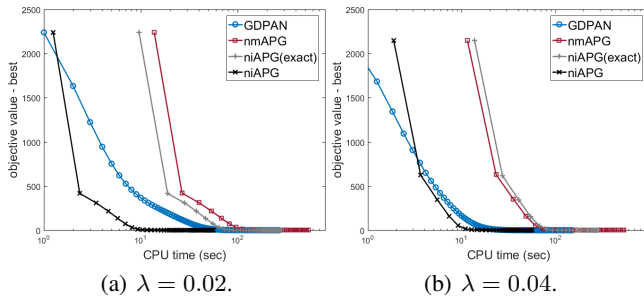 GDPAN
nmAPG
niAPG(exact)
niAPG
objective value - best
2500
2000
1500
1000
500
0
10^0
10^1
10^2
CPU time (sec)
(a) λ = 0.02.
GDPAN
nmAPG
niAPG(exact)
niAPG
objective value - best
2500
2000
1500
1000
500
0
10^0
10^1
10^2
CPU time (sec)
(b) λ = 0.04.